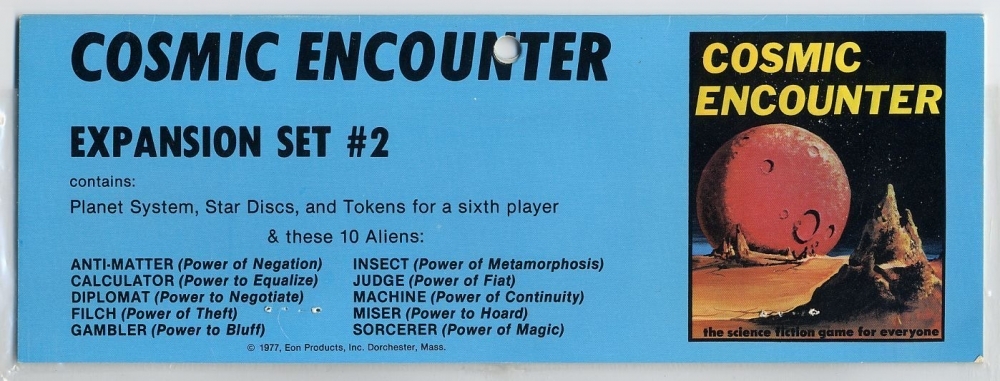 COSMIC ENCOUNTER
EXPANSION SET #2
contains:
Planet System, Star Discs, and Tokens for a sixth player
& these 10 Aliens:
ANTI-MATTER (Power of Negation)
CALCULATOR (Power to Equalize)
DIPLOMAT (Power to Negotiate)
FILCH (Power of Theft)
GAMBLER (Power to Bluff)
INSECT (Power of Metamorphosis)
JUDGE (Power of Fiat)
MACHINE (Power of Continuity)
MISER (Power to Hoard)
SORCERER (Power of Magic)
© 1977, Eon Products, Inc. Dorchester, Mass.
COSMIC
ENCOUNTER
the science fiction game for everyone